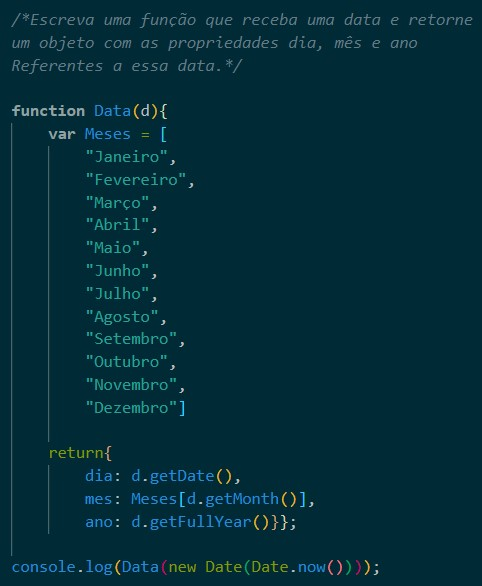 /*Escreva uma função que receba uma data e retorne
um objeto com as propriedades dia, mês e ano
Referentes a essa data.*/
function Data(d){
var Meses = [
"Janeiro",
"Fevereiro",
"Março",
"Abril",
"Maio",
"Junho",
"Julho",
"Agosto",
"Setembro",
"Outubro",
"Novembro",
"Dezembro"]
return{
dia: d.getDate(),
mes: Meses[d.getMonth()],
ano: d.getFullYear()}};
console.log(Data(new Date(Date.now())));